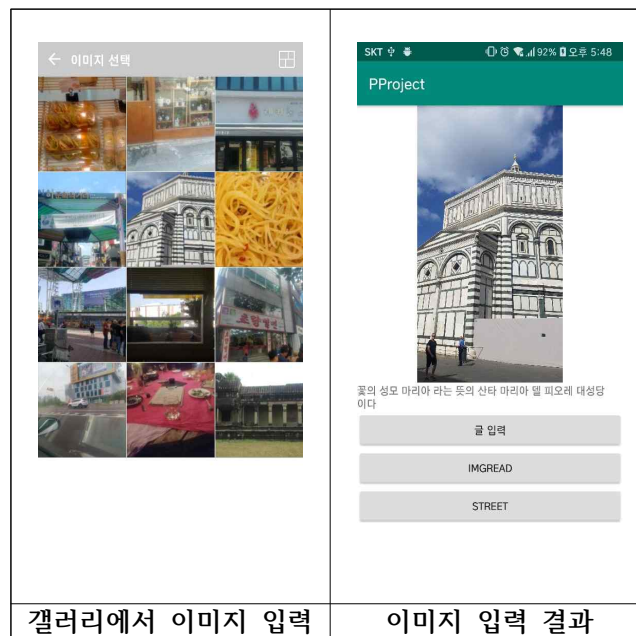 ← 이미지 선택
SKT 92% 오후 5:48
PProject
꽃의 성모 마리아 라는 뜻의 산타 마리아 델 피오레 대성당
이다
글 입력
IMGREAD
STREET
갤러리에서 이미지 입력
이미지 입력 결과